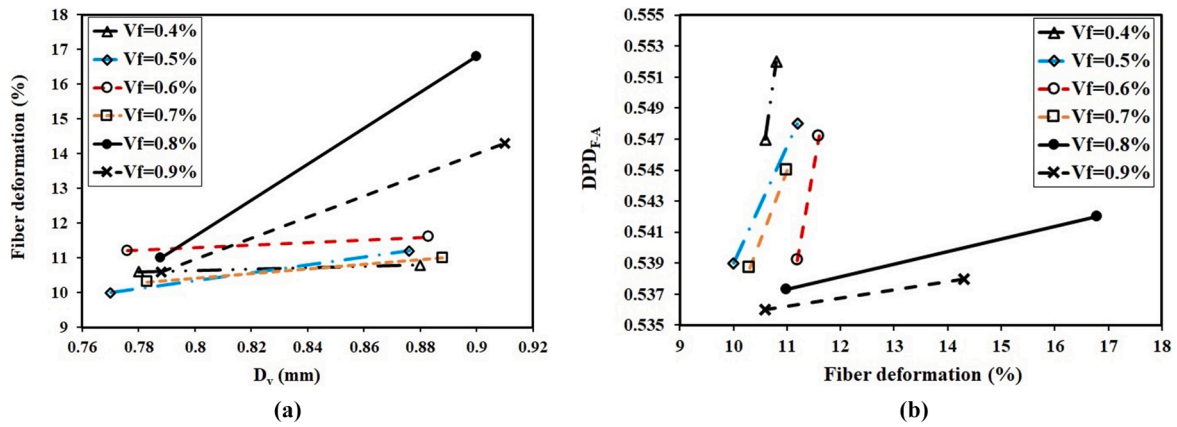 18
17
16
15
14
13
12
11
10
9
Fiber deformation (%)
Vf=0.4%
Vf=0.5%
Vf=0.6%
Vf=0.7%
Vf=0.8%
Vf=0.9%
0.76 0.78 0.8 0.82 0.84 0.86 0.88 0.9 0.92
Dv (mm)
(a)
0.555
0.553
0.551
0.549
0.547
0.545
0.543
0.541
0.539
0.537
0.535
DPDF-A
Vf=0.4%
Vf=0.5%
Vf=0.6%
Vf=0.7%
Vf=0.8%
Vf=0.9%
9 10 11 12 13 14 15 16 17 18
Fiber deformation (%)
(b)